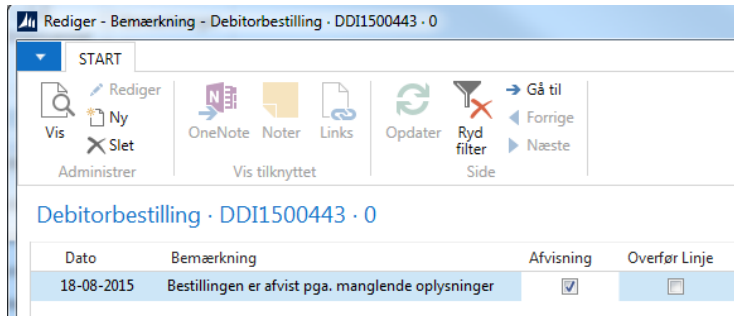 Rediger - Bemærkning - Debitorbestilling · DDI1500443 · 0
START
Vis
Rediger
Ny
Slet
Administrer
OneNote Noter Links
Vis tilknyttet
Opdater
Ryd
filter
Gå til
Forrige
Næste
Side
Debitorbestilling · DDI1500443 · 0
Dato Bemærkning Afvisning Overfør Linje
18-08-2015 Bestillingen er afvist pga. manglende oplysninger